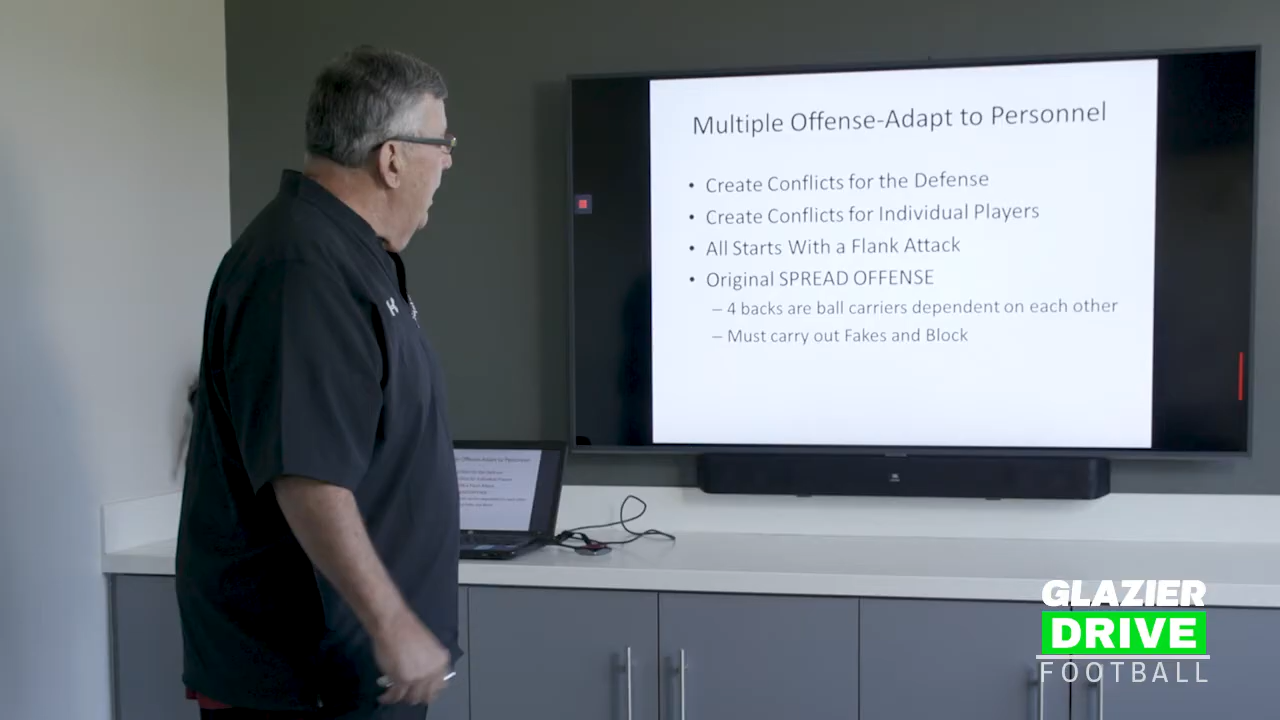 Multiple Offense-Adapt to Personnel
• Create Conflicts for the Defense
• Create Conflicts for Individual Players
• All Starts With a Flank Attack
• Original SPREAD OFFENSE
– 4 backs are ball carriers dependent on each other
– Must carry out Fakes and Block
JBL
GLAZIER
DRIVE
FOOTBALL